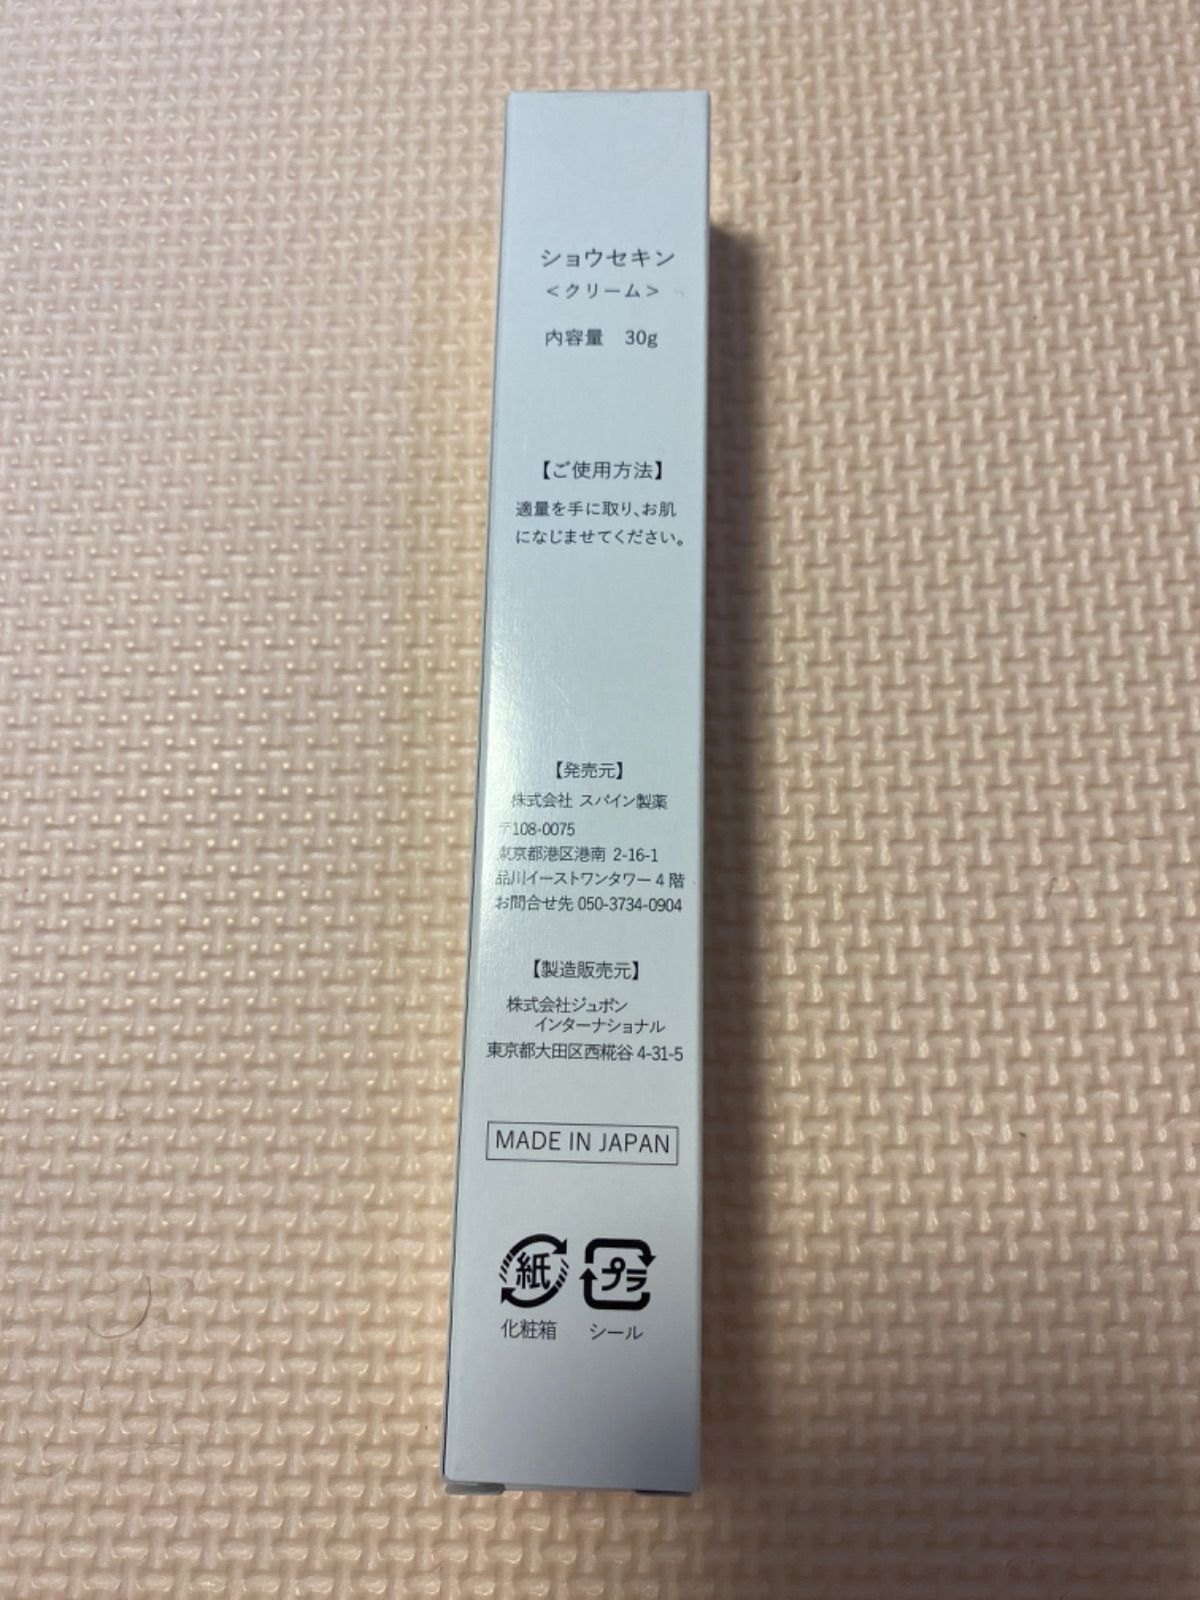 ショウセキン
＜クリーム＞
内容量　30g
【ご使用方法】
適量を手に取り、お肌
になじませてください。
【発売元】
株式会社 スパイン製薬
〒108-0075
東京都港区港南 2-16-1
品川イーストワンタワー 4 階
お問合せ先 050-3734-0904
【製造販売元】
株式会社ジュポン
インターナショナル
東京都大田区西糀谷 4-31-5
MADE IN JAPAN
紙 プラ
化粧箱 シール